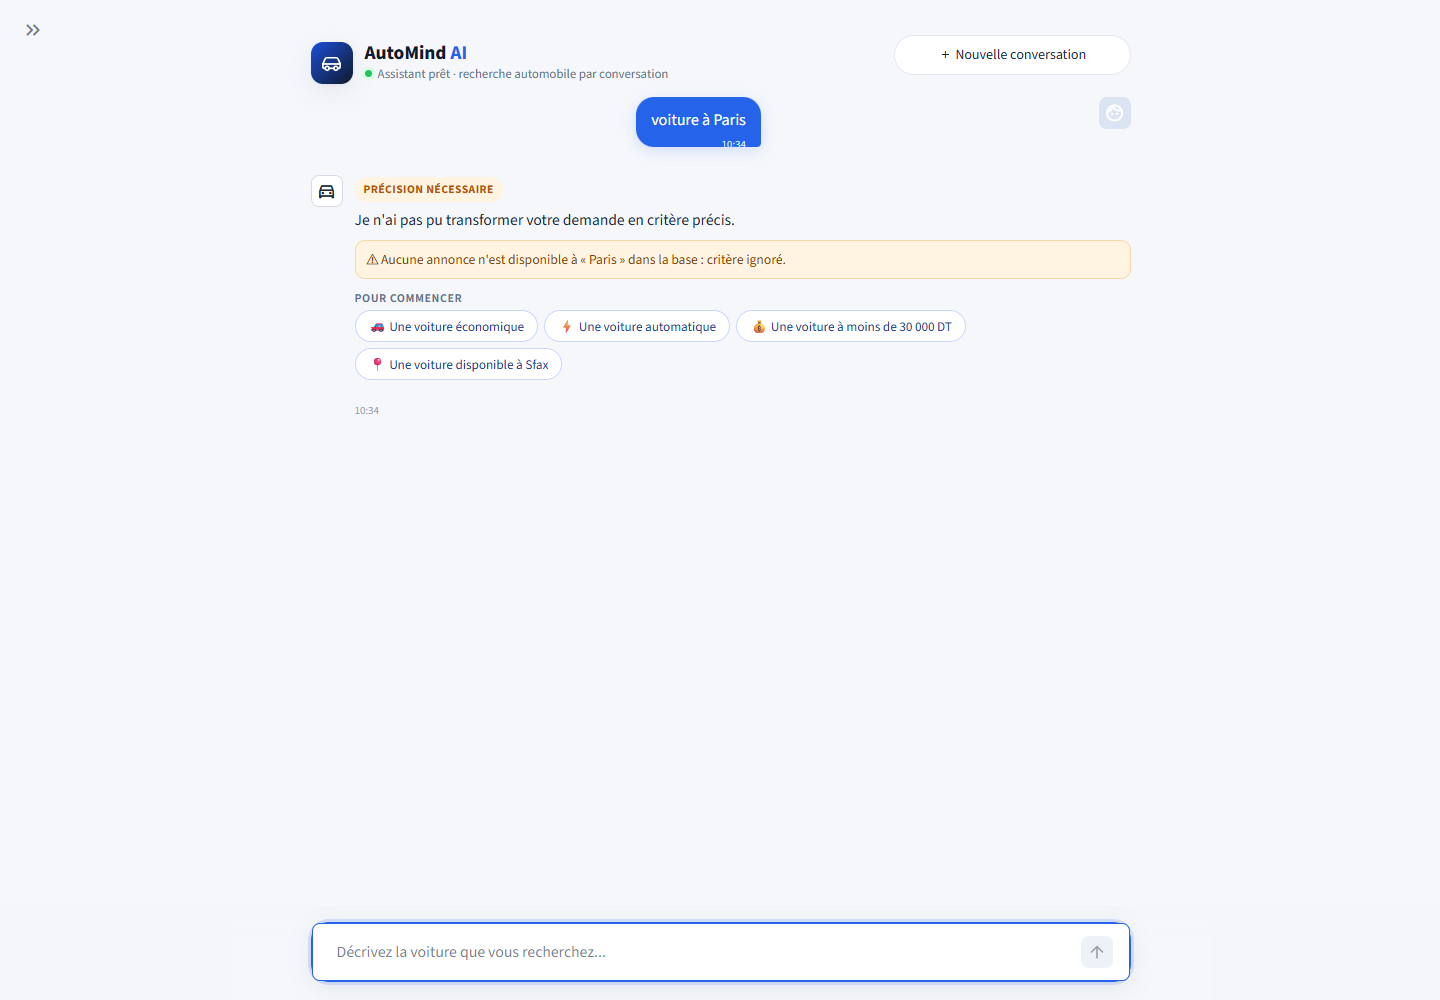 AutoMind AI
Assistant prêt · recherche automobile par conversation
+ Nouvelle conversation
voiture à Paris
10:34
PRÉCISION NÉCESSAIRE
Je n'ai pas pu transformer votre demande en critère précis.
⚠ Aucune annonce n'est disponible à « Paris » dans la base : critère ignoré.
POUR COMMENCER
🚗 Une voiture économique
⚡ Une voiture automatique
💰 Une voiture à moins de 30 000 DT
📍 Une voiture disponible à Sfax
10:34
Décrivez la voiture que vous recherchez...